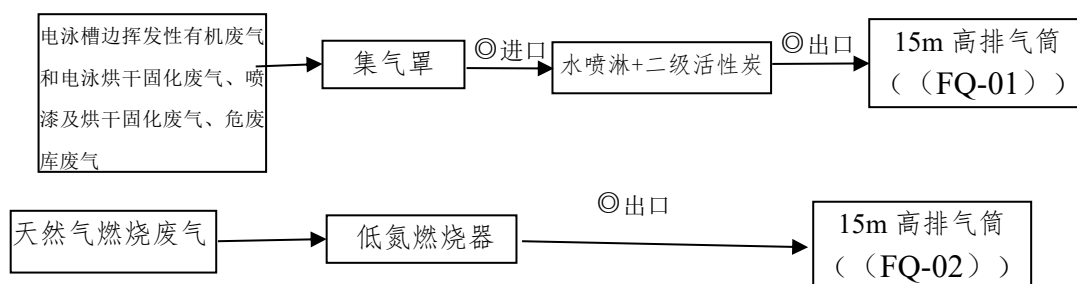 电泳槽边挥发性有机废气
和电泳烘干固化废气、喷
漆及烘干固化废气、危废
库废气
集气罩
◎进口
水喷淋+二级活性炭
◎出口
15m 高排气筒
（（FQ-01））
天然气燃烧废气
低氮燃烧器
◎出口
15m 高排气筒
（（FQ-02））